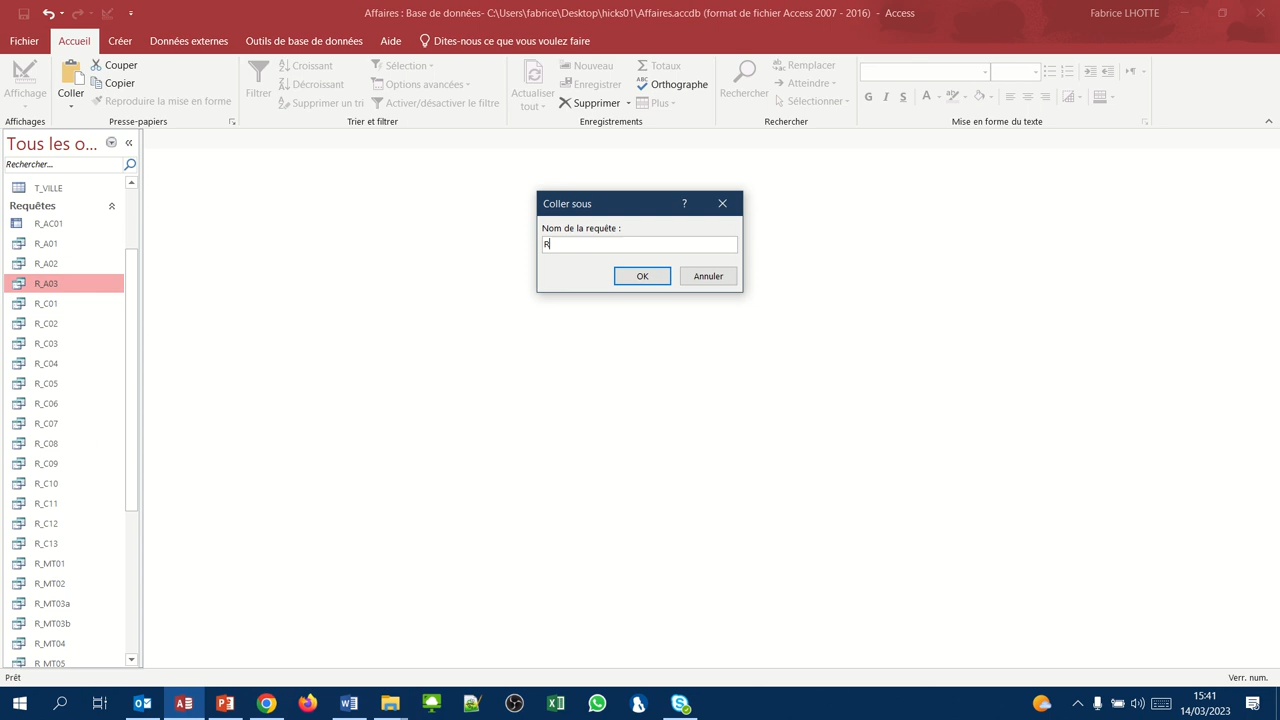 Affaires : Base de données- C:\Users\fabrice\Desktop\hicks01\Affaires.accdb (format de fichier Access 2007 - 2016) - Access
Fabrice LHOTTE
Fichier Accueil Créer Données externes Outils de base de données Aide Dites-nous ce que vous voulez faire
Affichage
Affichages
Coller
Couper
Copier
Reproduire la mise en forme
Presse-papiers
Filtrer
Croissant
Décroissant
Supprimer un tri
Sélection
Options avancées
Activer/désactiver le filtre
Trier et filtrer
Actualiser
tout
Nouveau
Enregistrer
Supprimer
Totaux
Orthographe
Plus
Enregistrements
Rechercher
Remplacer
Atteindre
Sélectionner
Rechercher
G I S A
Mise en forme du texte
Tous les o...
Rechercher...
T_VILLE
Requêtes
R_AC01
R_A01
R_A02
R_A03
R_C01
R_C02
R_C03
R_C04
R_C05
R_C06
R_C07
R_C08
R_C09
R_C10
R_C11
R_C12
R_C13
R_MT01
R_MT02
R_MT03a
R_MT03b
R_MT04
R_MT05
Coller sous ?
Nom de la requête :
R
OK Annuler
Prêt
Verr. num.
15:41
14/03/2023